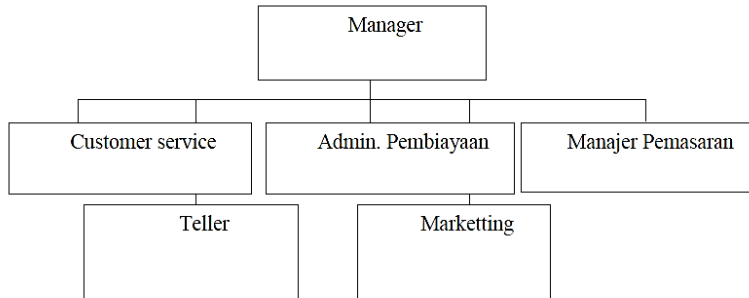 Manager
Customer service
Admin. Pembiayaan
Manajer Pemasaran
Teller
Marketting